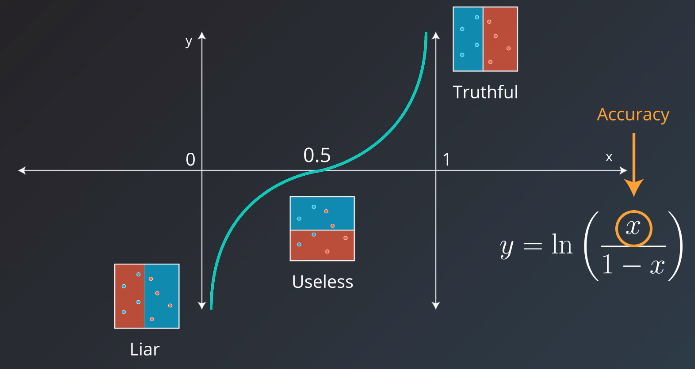 y
Truthful
Accuracy
0
0.5
1
x
y = ln(x/(1 − x))
Useless
Liar